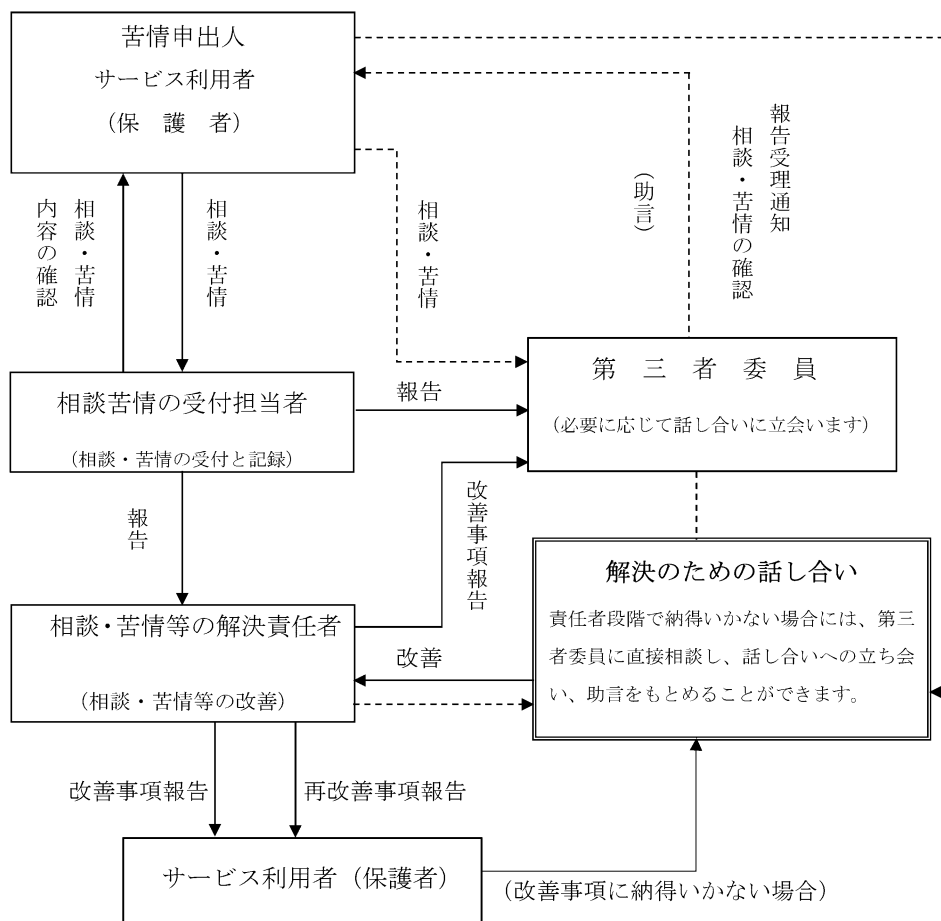 苦情申出人
サービス利用者
(保　護　者)
報告受理通知
相談・苦情の確認
(助言)
相談・苦情
相談・苦情
相談・苦情
内容の確認
第　三　者　委　員
(必要に応じて話し合いに立会います)
相談苦情の受付担当者
(相談・苦情の受付と記録)
報告
報告
改善事項報告
解決のための話し合い
責任者段階で納得いかない場合には、第三
者委員に直接相談し、話し合いへの立ち会
い、助言をもとめることができます。
相談・苦情等の解決責任者
(相談・苦情等の改善)
改善
改善事項報告
再改善事項報告
サービス利用者（保護者）
(改善事項に納得いかない場合)